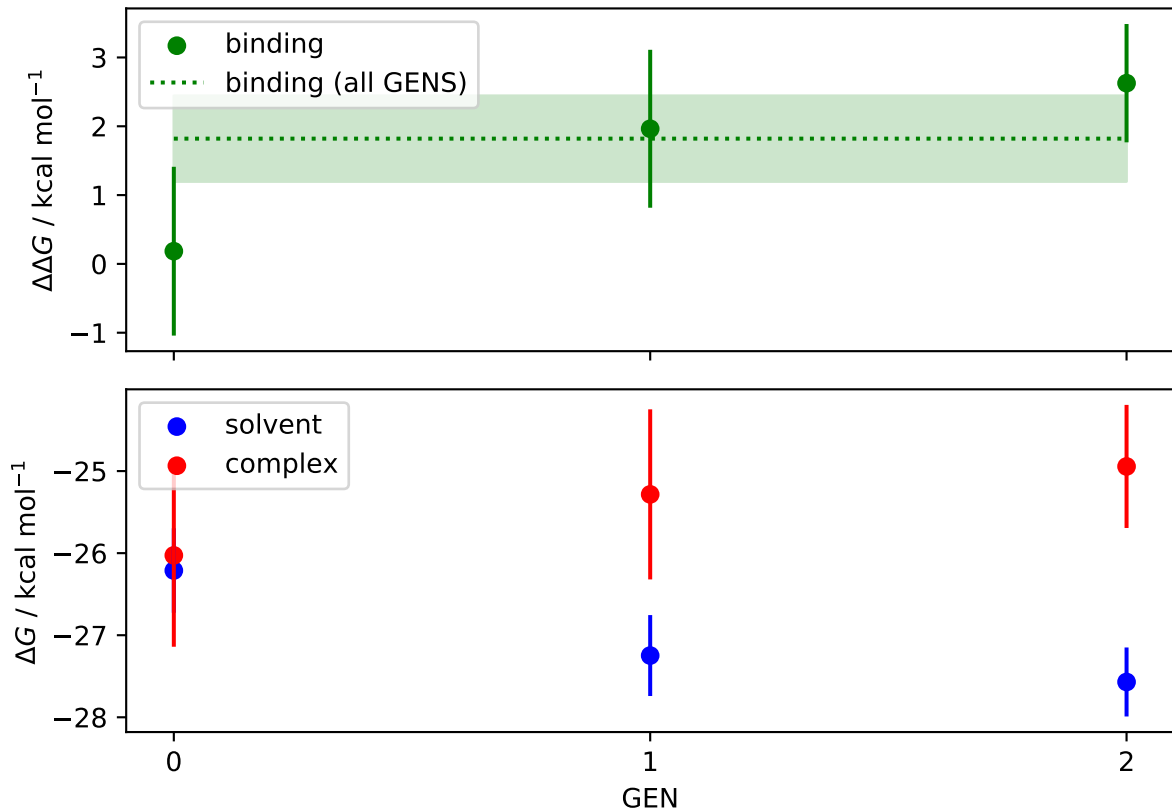 binding
binding (all GENS)
ΔΔG / kcal mol⁻¹
3
2
1
0
−1
solvent
complex
ΔG / kcal mol⁻¹
−25
−26
−27
−28
0 1 2
GEN